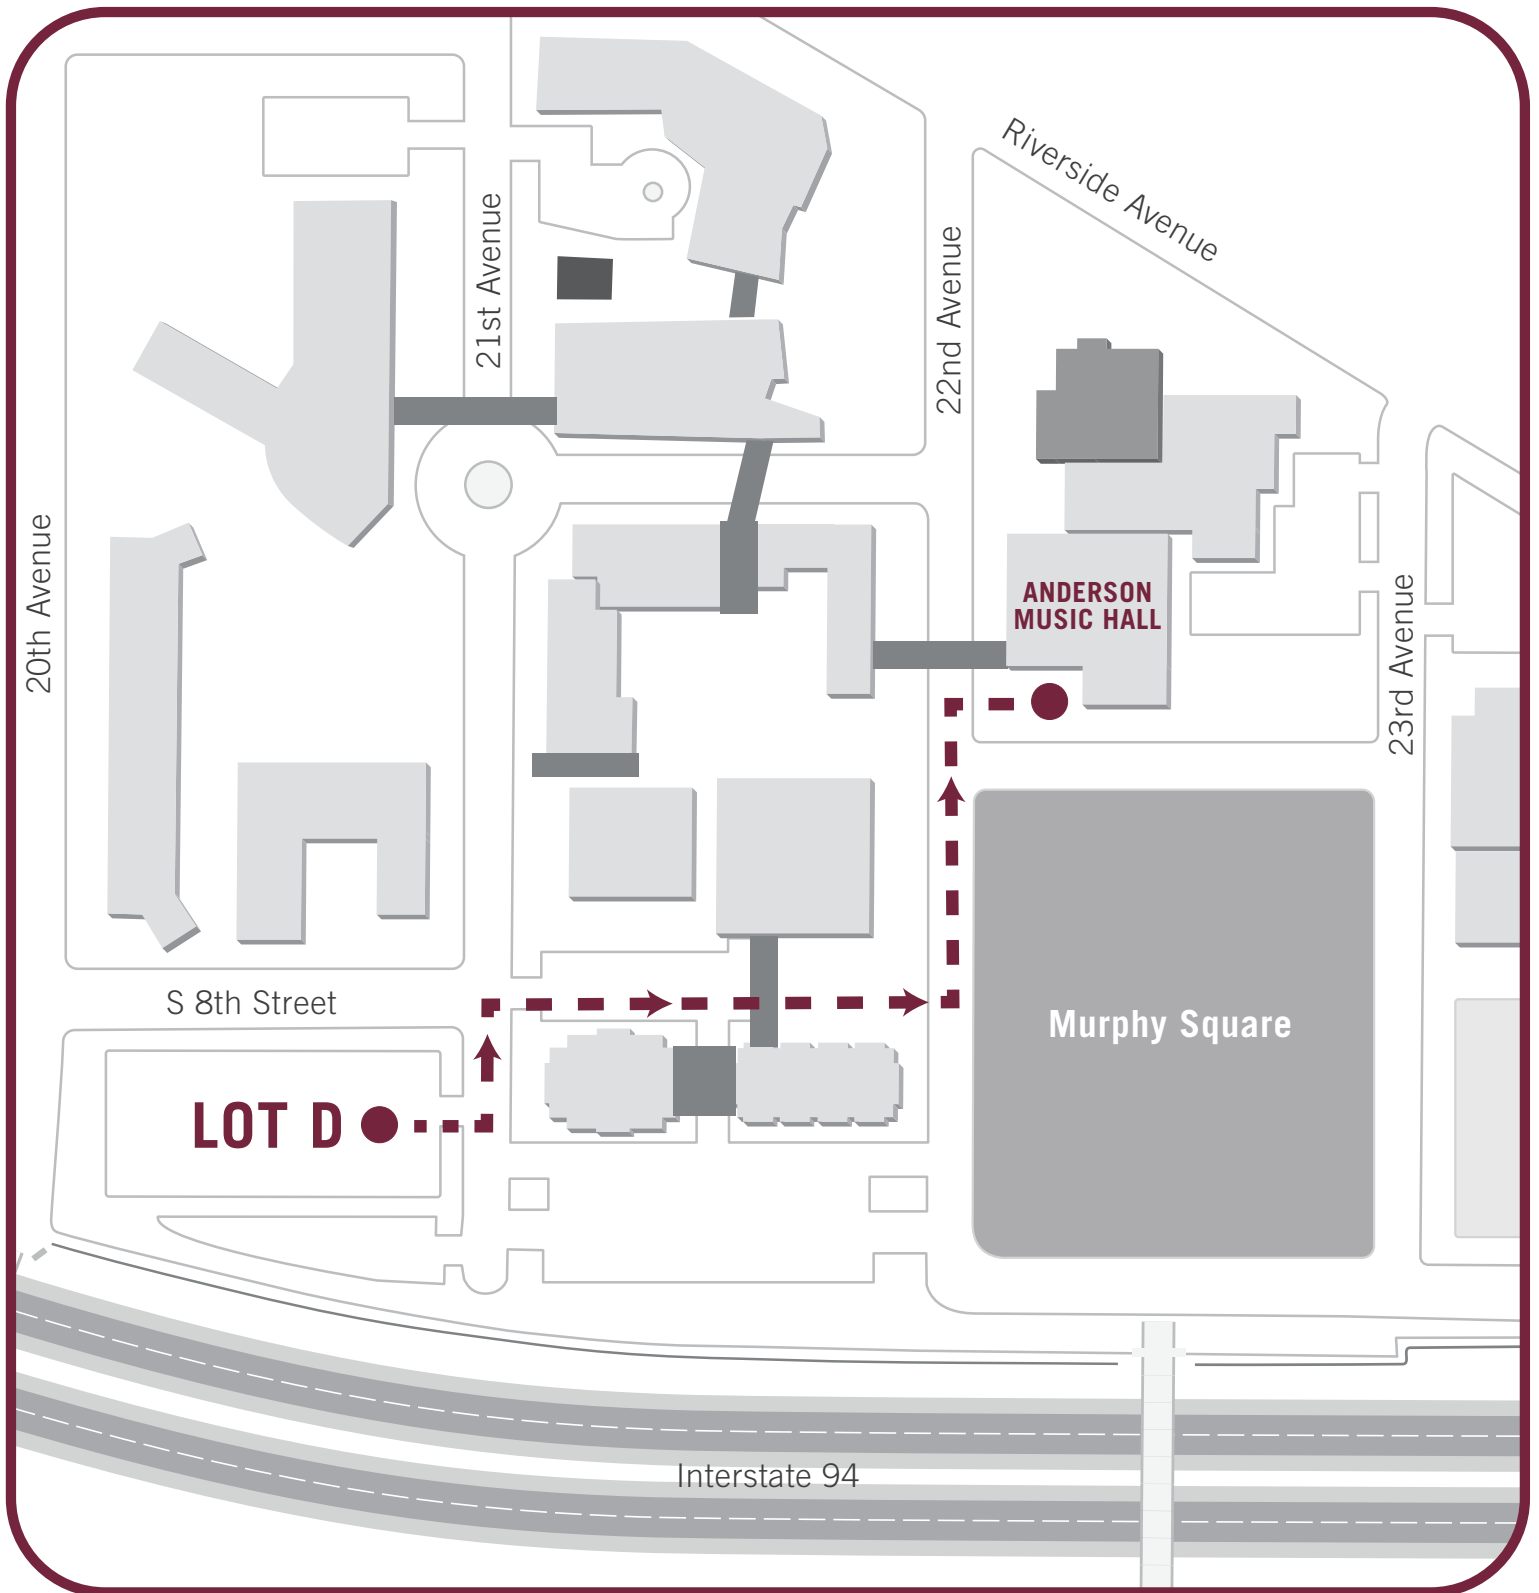 Riverside Avenue
21st Avenue
22nd Avenue
20th Avenue
ANDERSON
MUSIC HALL
23rd Avenue
S 8th Street
Murphy Square
LOT D
Interstate 94